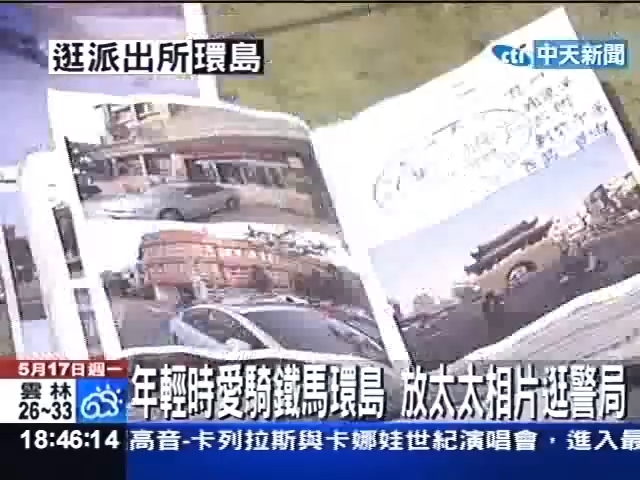 逛派出所環島
cti 中天新聞
5月17日週一
雲林
26~33
年輕時愛騎鐵馬環島 放太太相片逛警局
18:46:14
高音-卡列拉斯與卡娜娃世紀演唱會，進入最